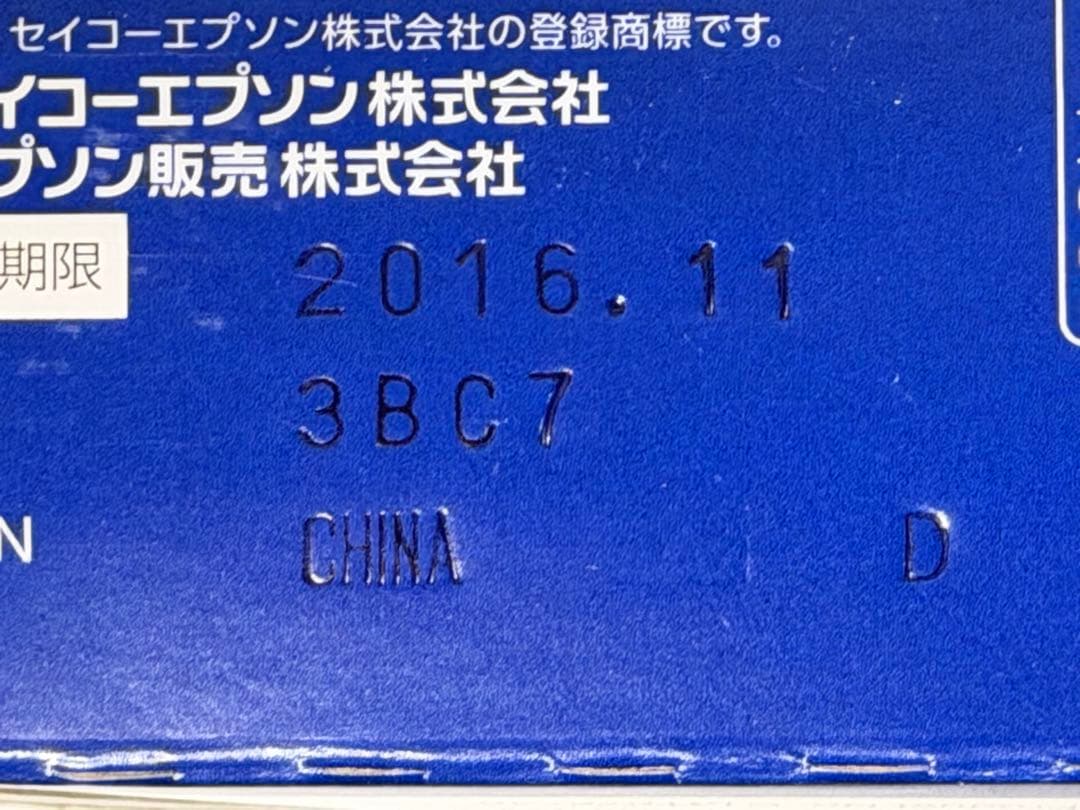 セイコーエプソン株式会社の登録商標です。
イコーエプソン株式会社
プソン販売株式会社
期限 2016.11
3BC7
N CHINA D